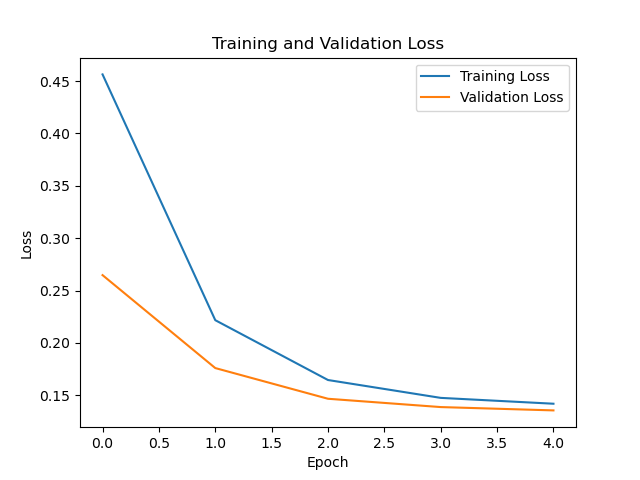 Training and Validation Loss
Training Loss
Validation Loss
0.45
0.40
0.35
0.30
0.25
0.20
0.15
Loss
0.0 0.5 1.0 1.5 2.0 2.5 3.0 3.5 4.0
Epoch